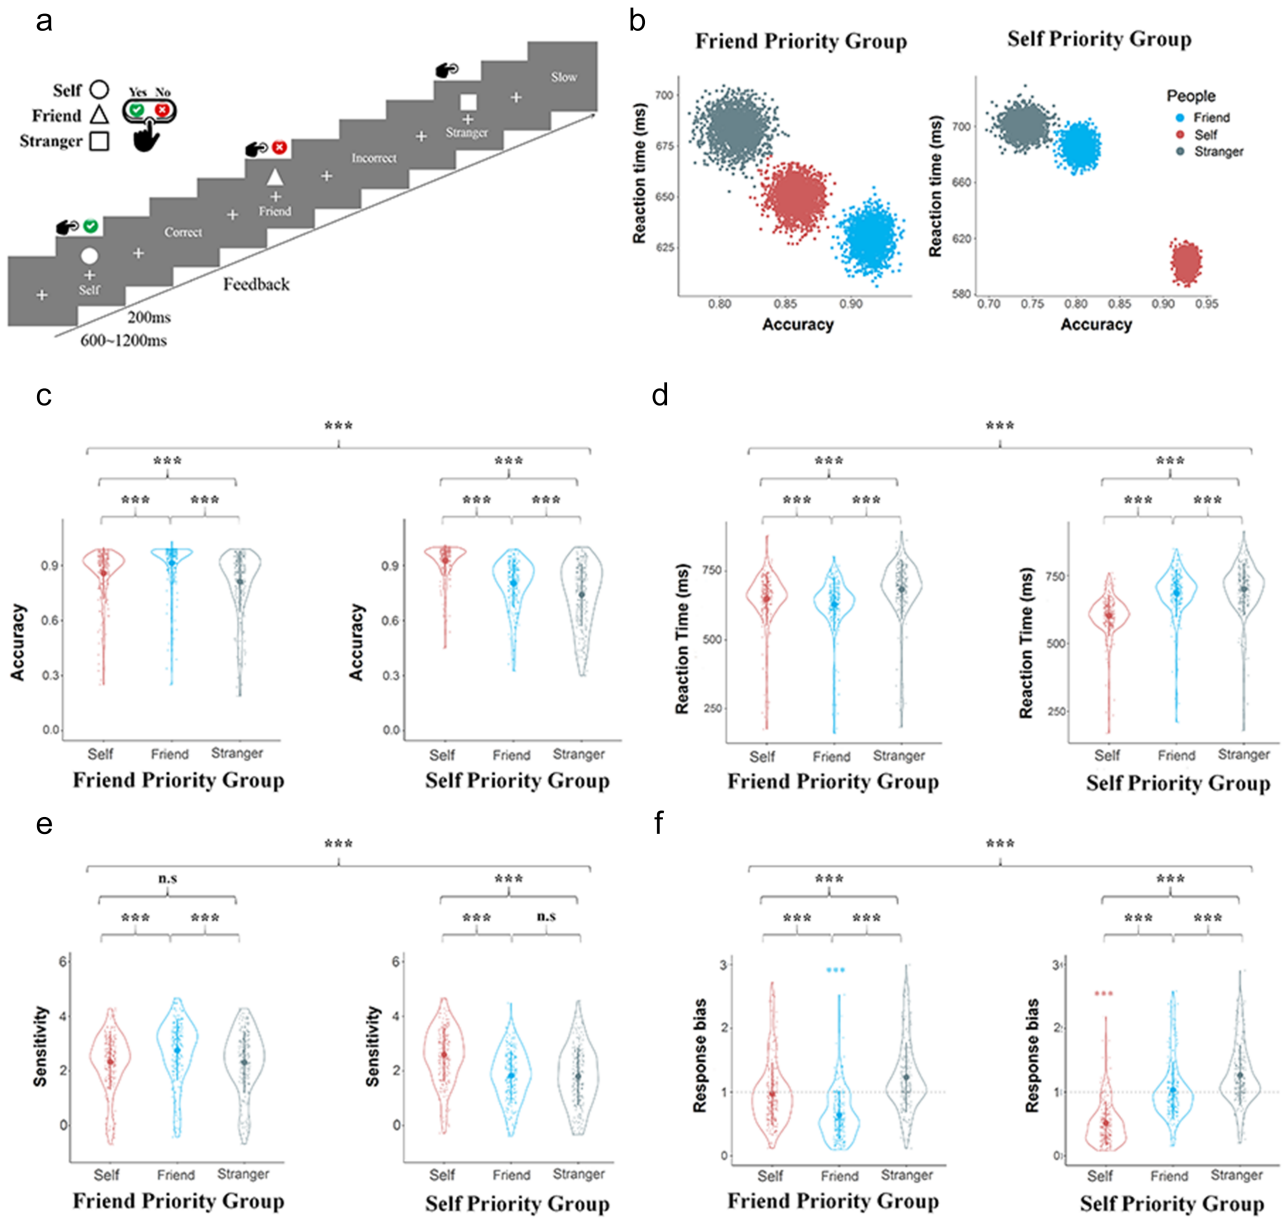 a
Self
Friend
Stranger
Yes No
Self
Correct
Friend
Incorrect
Stranger
Slow
Feedback
200ms
600~1200ms
b
Friend Priority Group
Self Priority Group
Reaction time (ms)
700
675
650
625
0.80 0.85 0.90
Accuracy
Reaction time (ms)
700
660
620
580
0.70 0.75 0.80 0.85 0.90 0.95
Accuracy
People
Friend
Self
Stranger
c
***
*** ***
*** *** *** ***
Accuracy
0.9
0.6
0.3
0.0
Self Friend Stranger
Friend Priority Group
Accuracy
0.9
0.6
0.3
0.0
Self Friend Stranger
Self Priority Group
d
***
*** ***
*** *** *** ***
Reaction Time (ms)
750
500
250
Self Friend Stranger
Friend Priority Group
Reaction Time (ms)
750
500
250
Self Friend Stranger
Self Priority Group
e
***
n.s ***
*** *** *** n.s
Sensitivity
6
4
2
0
Self Friend Stranger
Friend Priority Group
Sensitivity
6
4
2
0
Self Friend Stranger
Self Priority Group
f
***
*** ***
*** *** *** ***
Response bias
3
2
1
0
***
Self Friend Stranger
Friend Priority Group
Response bias
3
2
1
0
***
Self Friend Stranger
Self Priority Group